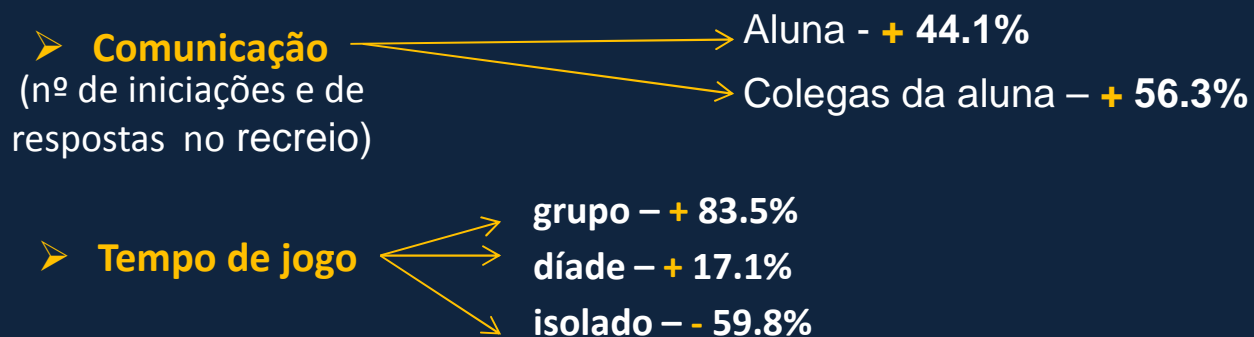 ➢ Comunicação
(nº de iniciações e de
respostas no recreio)
Aluna - + 44.1%
Colegas da aluna – + 56.3%
➢ Tempo de jogo
grupo – + 83.5%
díade – + 17.1%
isolado – - 59.8%